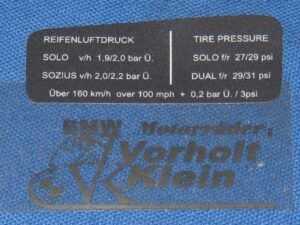 REIFENLUFTDRUCK TIRE PRESSURE
SOLO v/h 1,9/2,0 bar Ü. SOLO f/r 27/29 psi
SOZIUS v/h 2,0/2,2 bar Ü. DUAL f/r 29/31 psi
Über 160 km/h over 100 mph + 0,2 bar Ü. / 3psi
BMW Motorräder
Vorholt
Klein